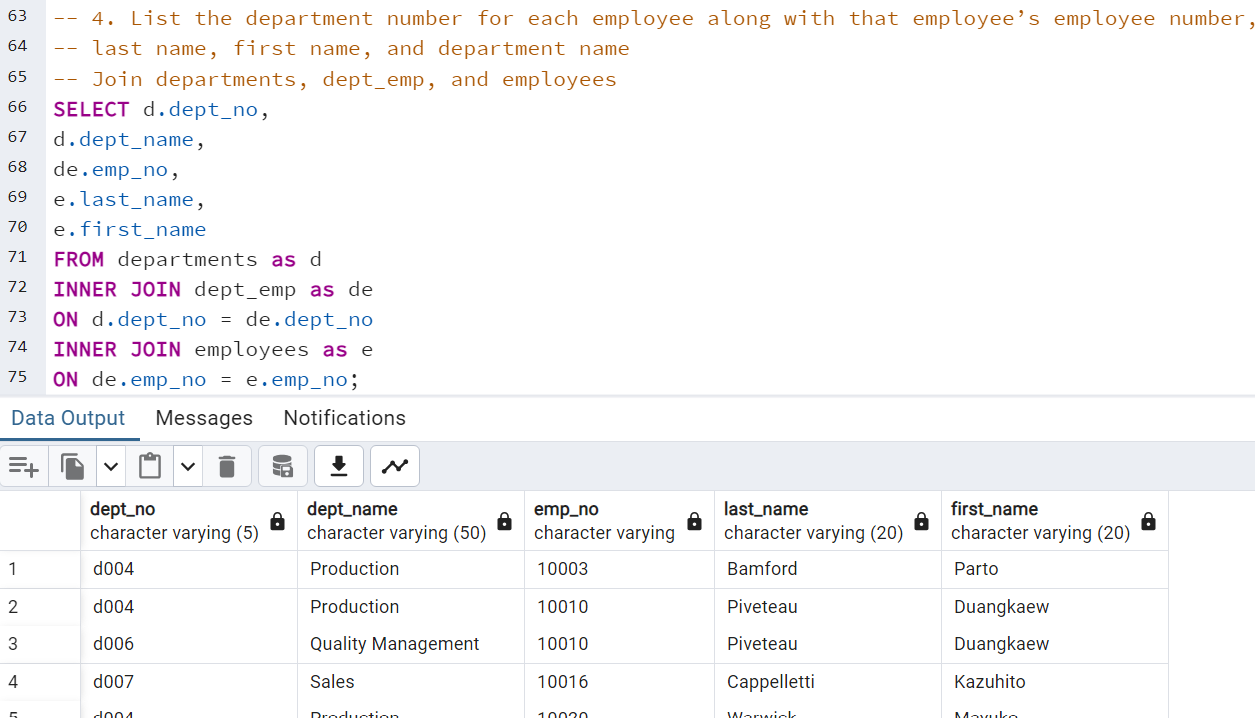 63 -- 4. List the department number for each employee along with that employee’s employee number,
64 -- last name, first name, and department name
65 -- Join departments, dept_emp, and employees
66 SELECT d.dept_no,
67 d.dept_name,
68 de.emp_no,
69 e.last_name,
70 e.first_name
71 FROM departments as d
72 INNER JOIN dept_emp as de
73 ON d.dept_no = de.dept_no
74 INNER JOIN employees as e
75 ON de.emp_no = e.emp_no;
Data Output Messages Notifications
dept_no dept_name emp_no last_name first_name
character varying (5) character varying (50) character varying character varying (20) character varying (20)
1 d004 Production 10003 Bamford Parto
2 d004 Production 10010 Piveteau Duangkaew
3 d006 Quality Management 10010 Piveteau Duangkaew
4 d007 Sales 10016 Cappelletti Kazuhito
5 d004 Production 10020 Warwick Mayuko